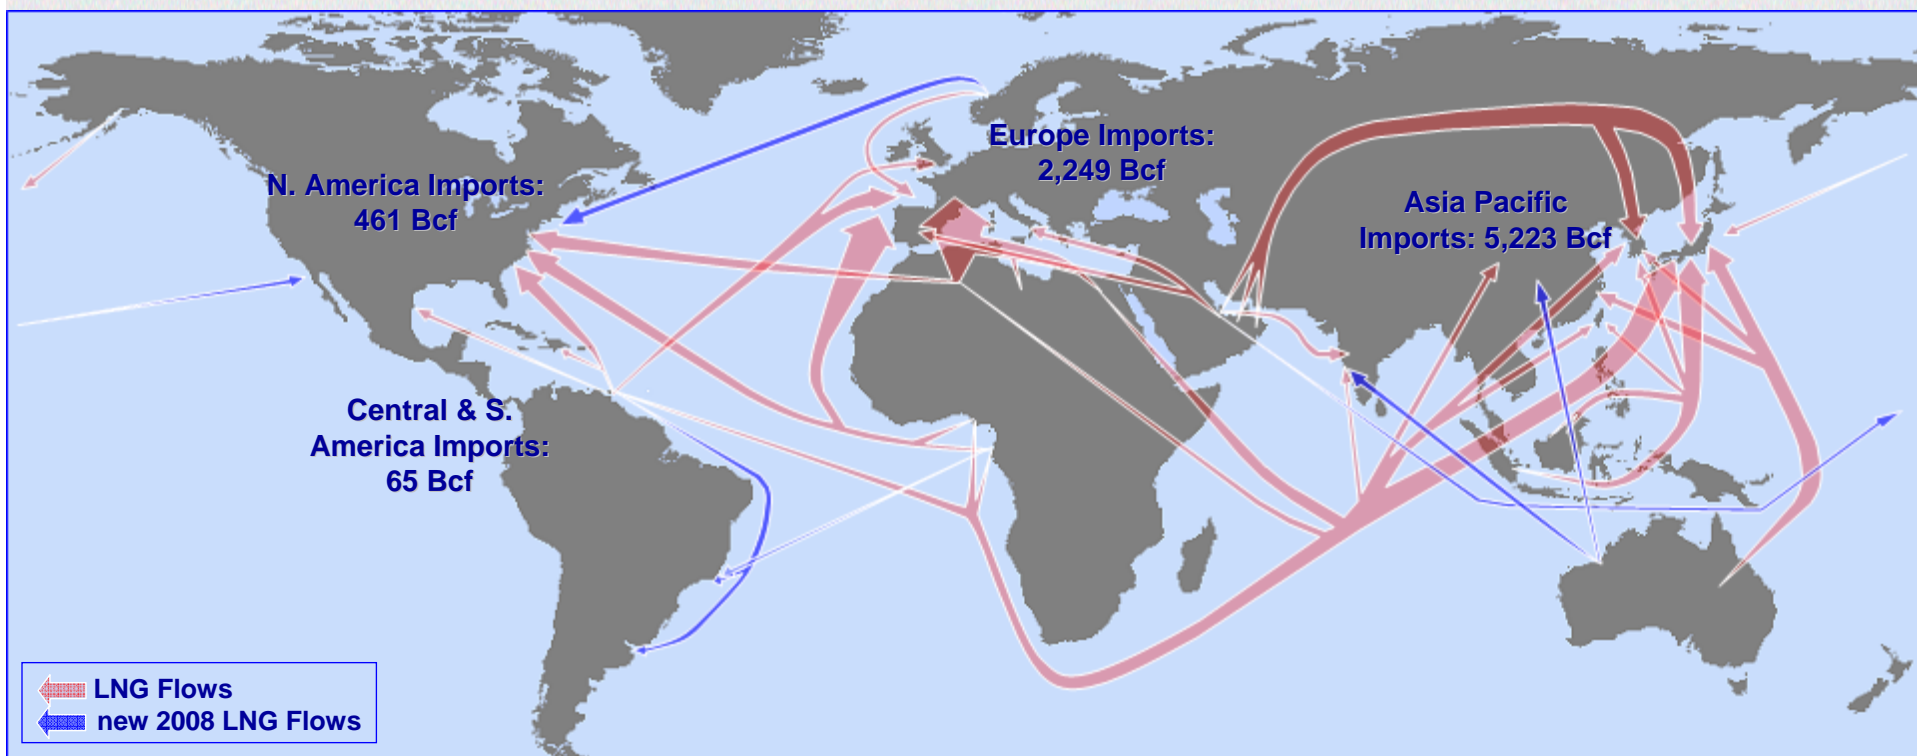 Europe Imports:
2,249 Bcf
N. America Imports:
461 Bcf
Asia Pacific
Imports: 5,223 Bcf
Central & S.
America Imports:
65 Bcf
LNG Flows
new 2008 LNG Flows